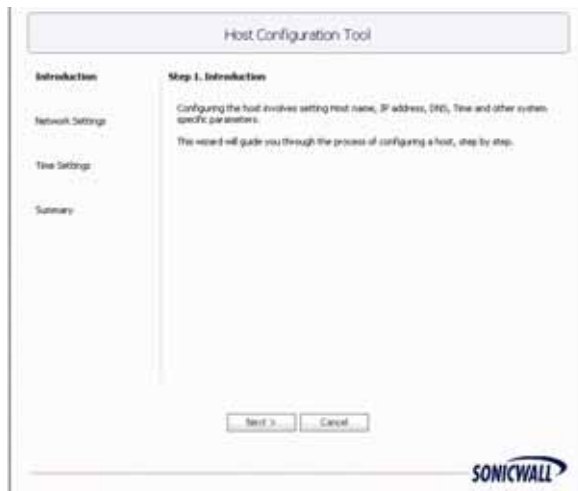 Host Configuration Tool
Introduction
Network Settings
Time Settings
Summary
Step 1. Introduction
Configuring the host involves setting Host name, IP address, DNS, Time and other system
specific parameters.
This wizard will guide you through the process of configuring a host, step by step.
Next >
Cancel
SONICWALL